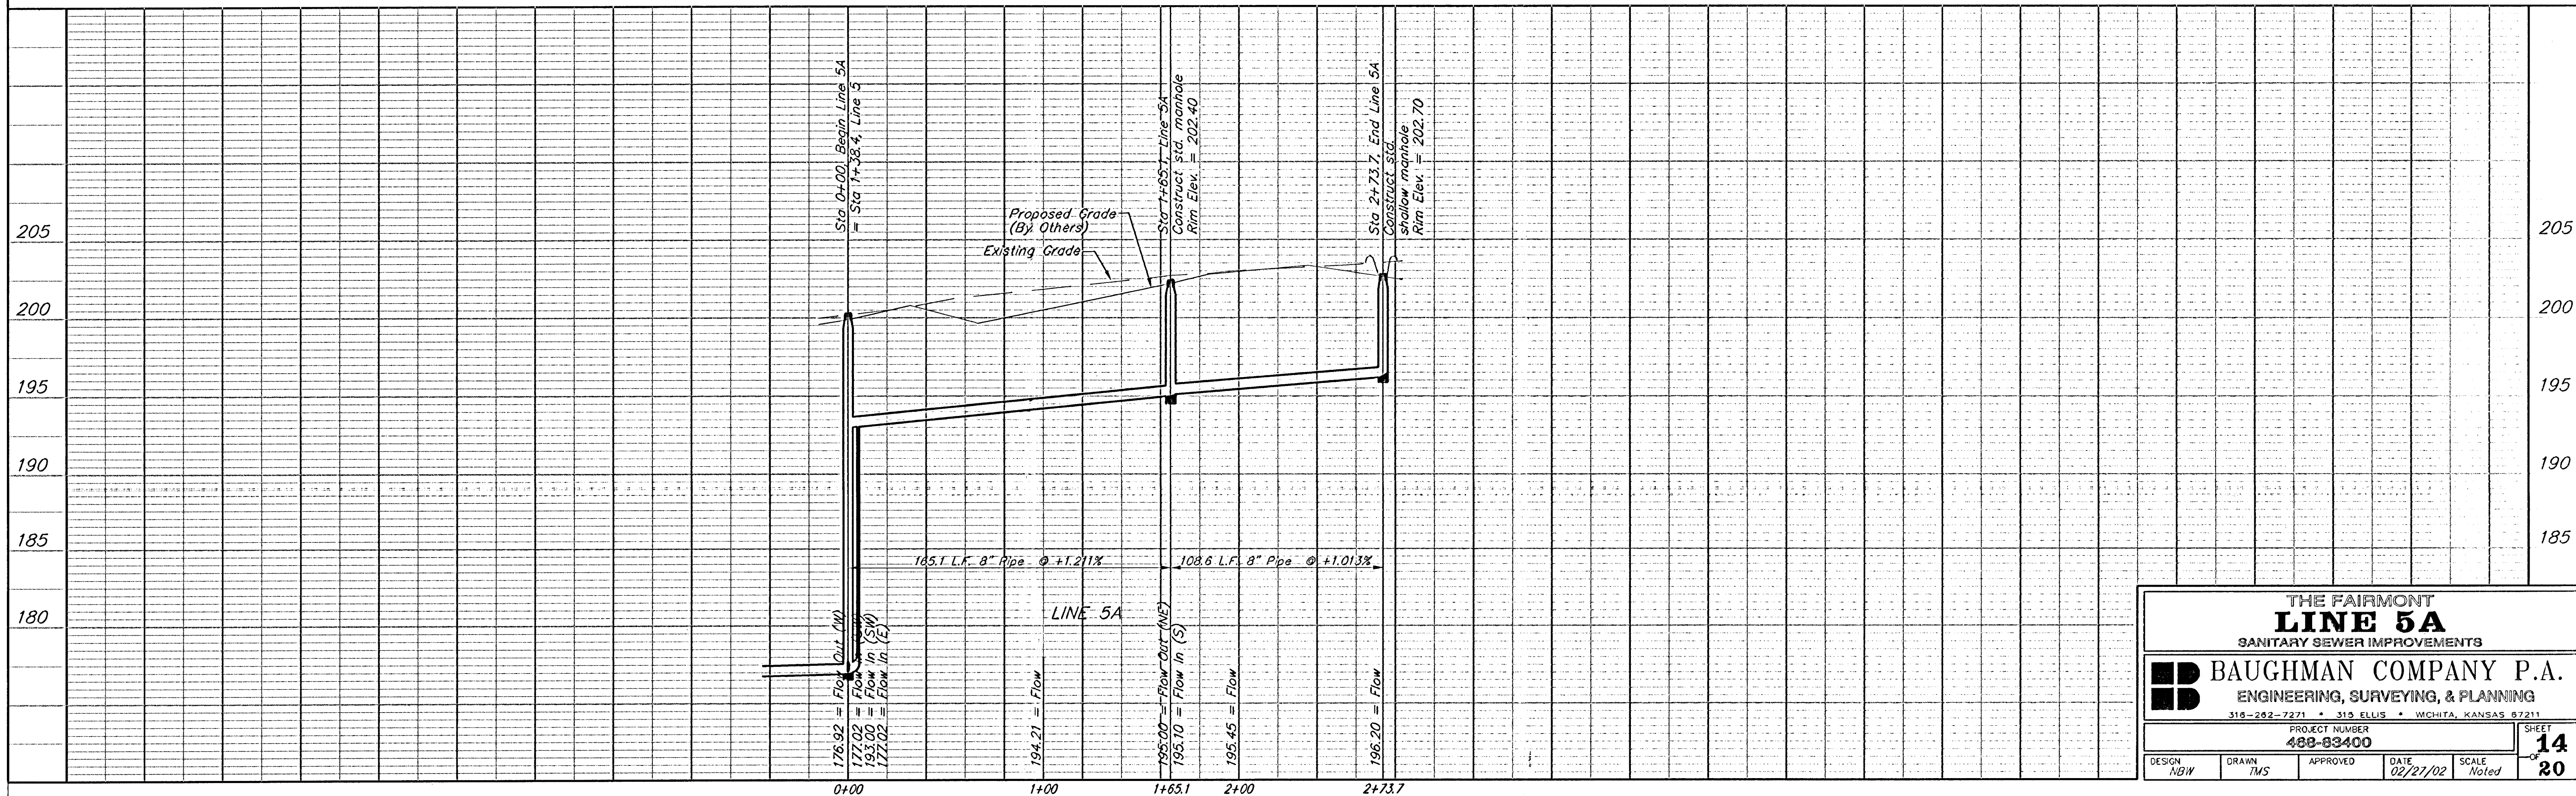 Sta 0+00, Begin Line 5A
= Sta 1+38.4, Line 5
Sta 1+65.1, Line 5A
Construct std. manhole
Rim Elev. = 202.40
Sta 2+73.7, End Line 5A
Construct std.
shallow manhole
Rim Elev. = 202.70
Proposed Grade
(By Others)
Existing Grade
205
200
195
190
185
180
205
200
195
190
185
165.1 L.F. 8" Pipe @ +1.211%
108.6 L.F. 8" Pipe @ +1.013%
LINE 5A
176.92 = Flow Out (W)
177.02 = Flow In
193.00 = Flow In (SW)
177.02 = Flow In (E)
194.21 = Flow
195.00 = Flow Out (NE)
195.10 = Flow In (S)
195.45 = Flow
196.20 = Flow
0+00
1+00
1+65.1
2+00
2+73.7
THE FAIRMONT
LINE 5A
SANITARY SEWER IMPROVEMENTS
BAUGHMAN COMPANY P.A.
ENGINEERING, SURVEYING, & PLANNING
316-262-7271 * 315 ELLIS * WICHITA, KANSAS 67211
PROJECT NUMBER
468-83400
SHEET
14
OF
20
DESIGN
NBW
DRAWN
TMS
APPROVED
DATE
02/27/02
SCALE
Noted